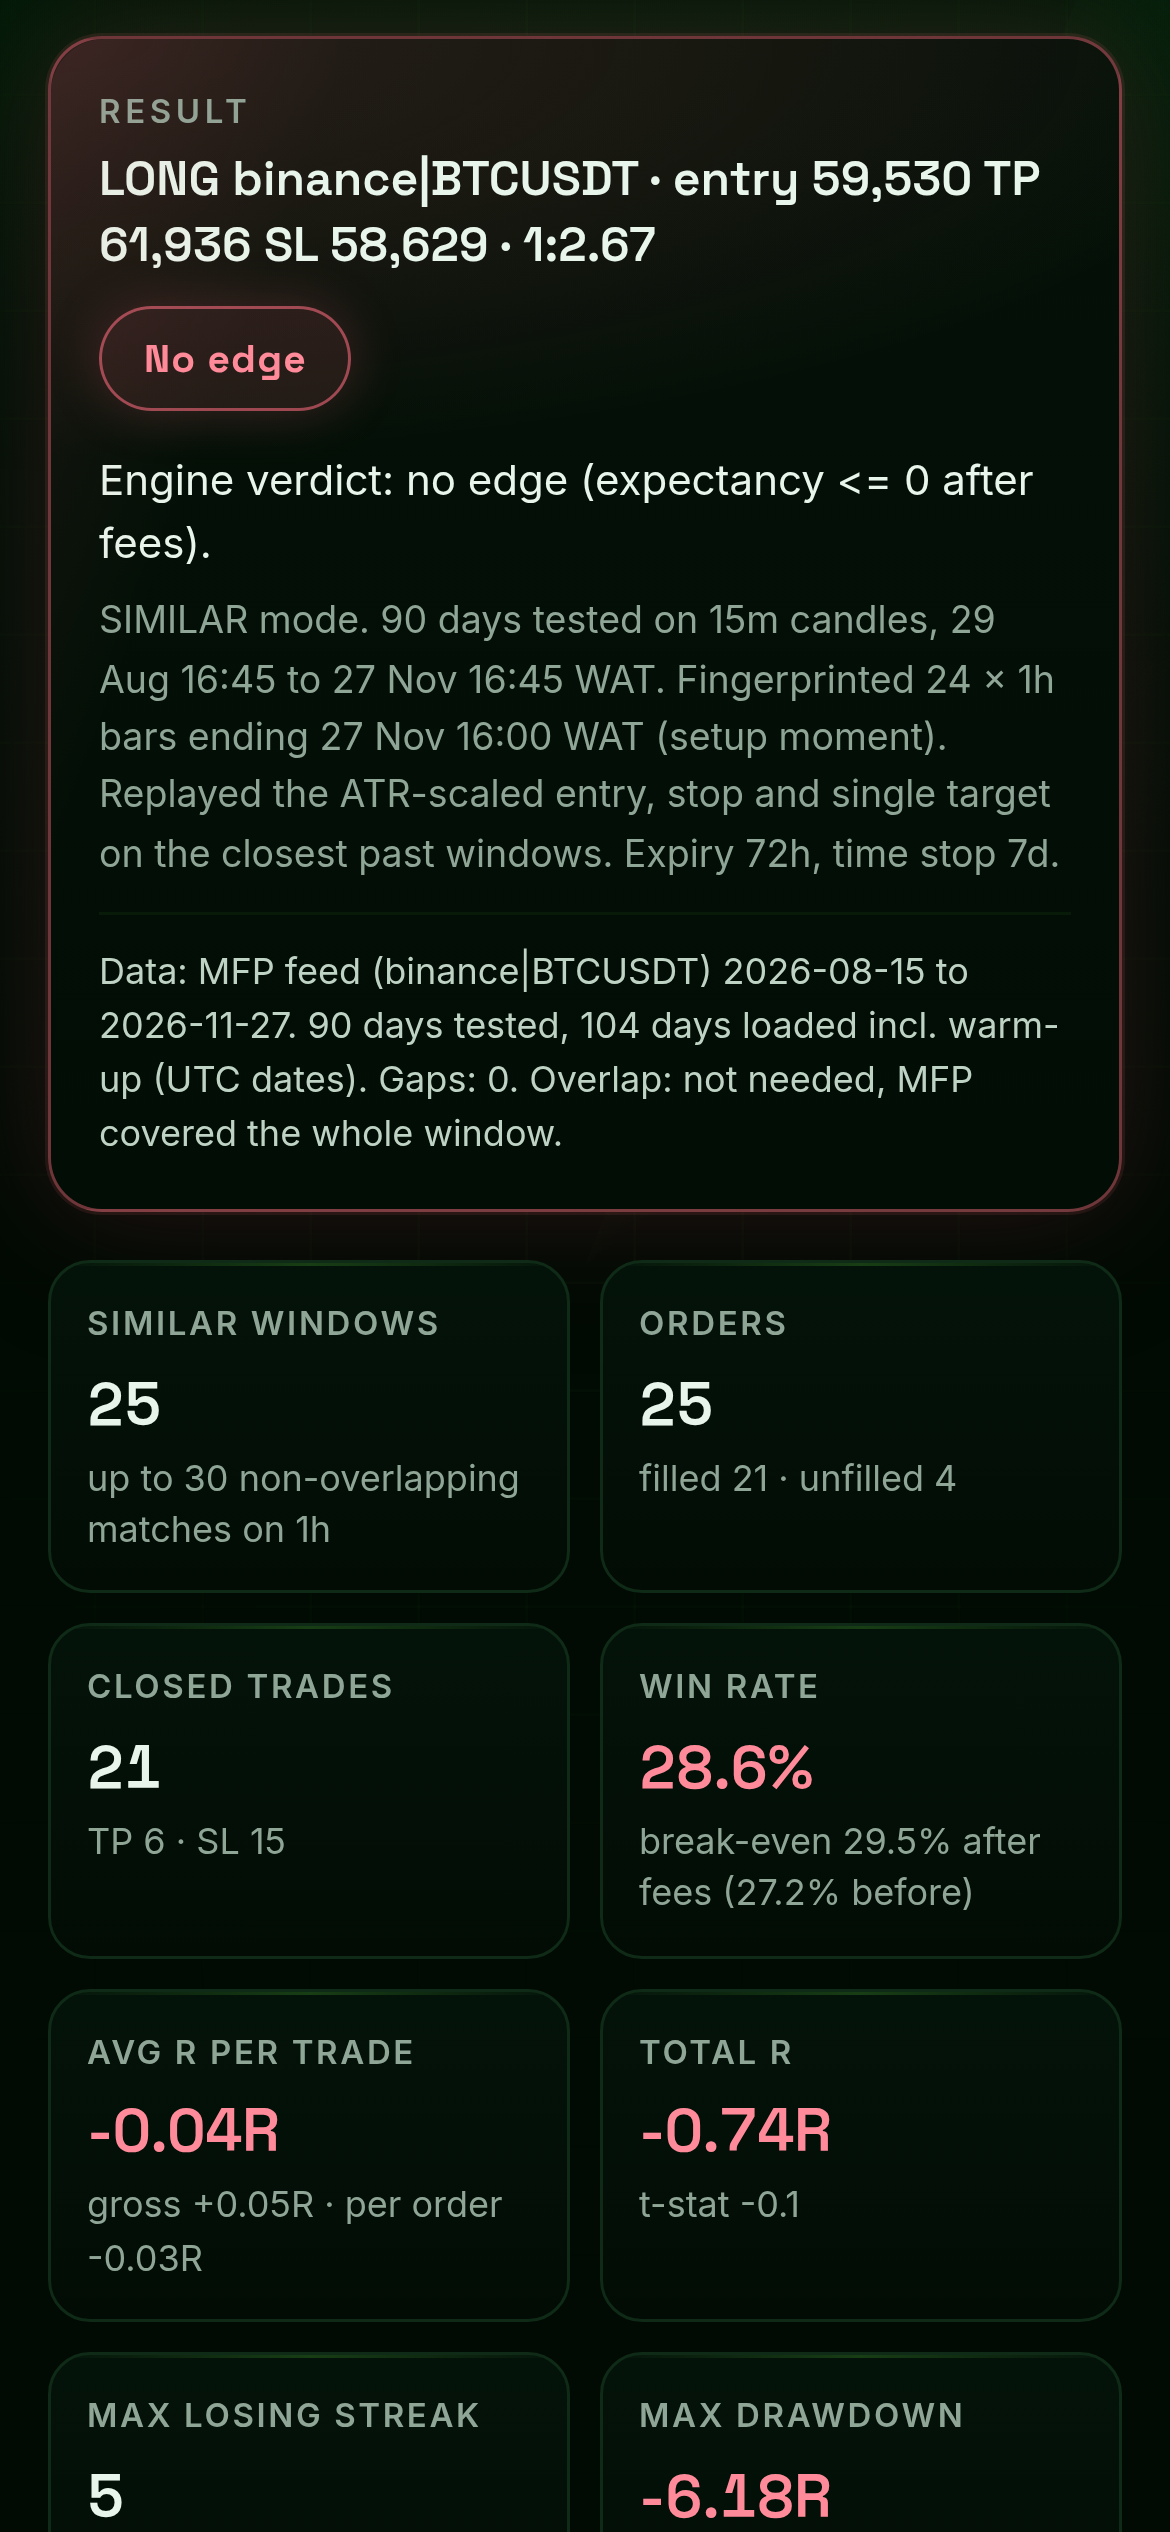 RESULT
LONG binance|BTCUSDT · entry 59,530 TP
61,936 SL 58,629 · 1:2.67
No edge
Engine verdict: no edge (expectancy <= 0 after
fees).
SIMILAR mode. 90 days tested on 15m candles, 29
Aug 16:45 to 27 Nov 16:45 WAT. Fingerprinted 24 × 1h
bars ending 27 Nov 16:00 WAT (setup moment).
Replayed the ATR-scaled entry, stop and single target
on the closest past windows. Expiry 72h, time stop 7d.
Data: MFP feed (binance|BTCUSDT) 2026-08-15 to
2026-11-27. 90 days tested, 104 days loaded incl. warm-
up (UTC dates). Gaps: 0. Overlap: not needed, MFP
covered the whole window.
SIMILAR WINDOWS
25
up to 30 non-overlapping
matches on 1h
ORDERS
25
filled 21 · unfilled 4
CLOSED TRADES
21
TP 6 · SL 15
WIN RATE
28.6%
break-even 29.5% after
fees (27.2% before)
AVG R PER TRADE
-0.04R
gross +0.05R · per order
-0.03R
TOTAL R
-0.74R
t-stat -0.1
MAX LOSING STREAK
5
MAX DRAWDOWN
-6.18R